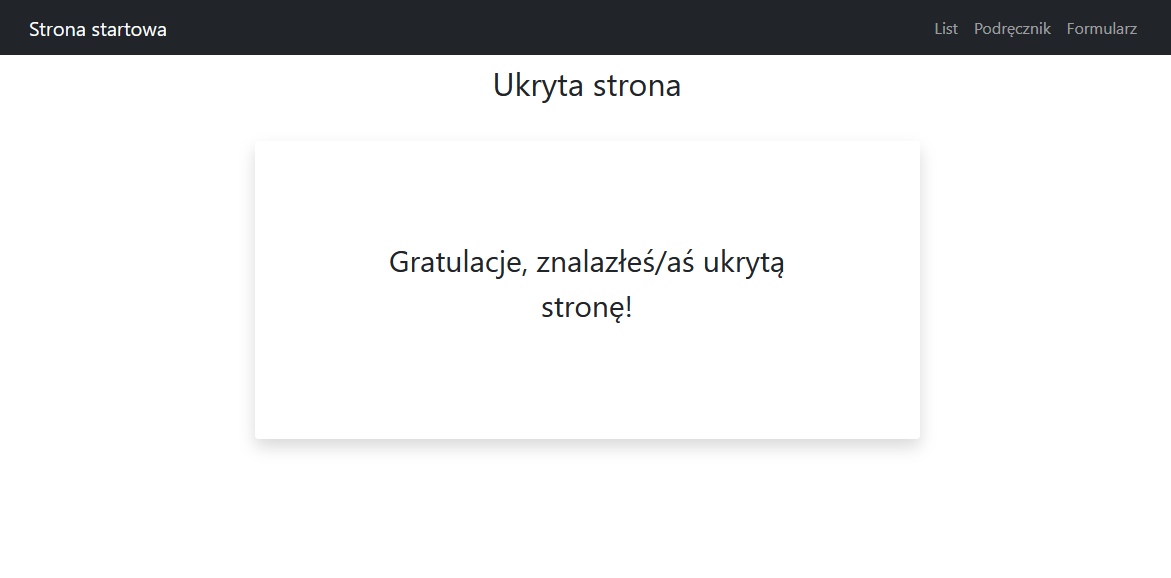 Strona startowa List Podręcznik Formularz
Ukryta strona
Gratulacje, znalazłeś/aś ukrytą
stronę!